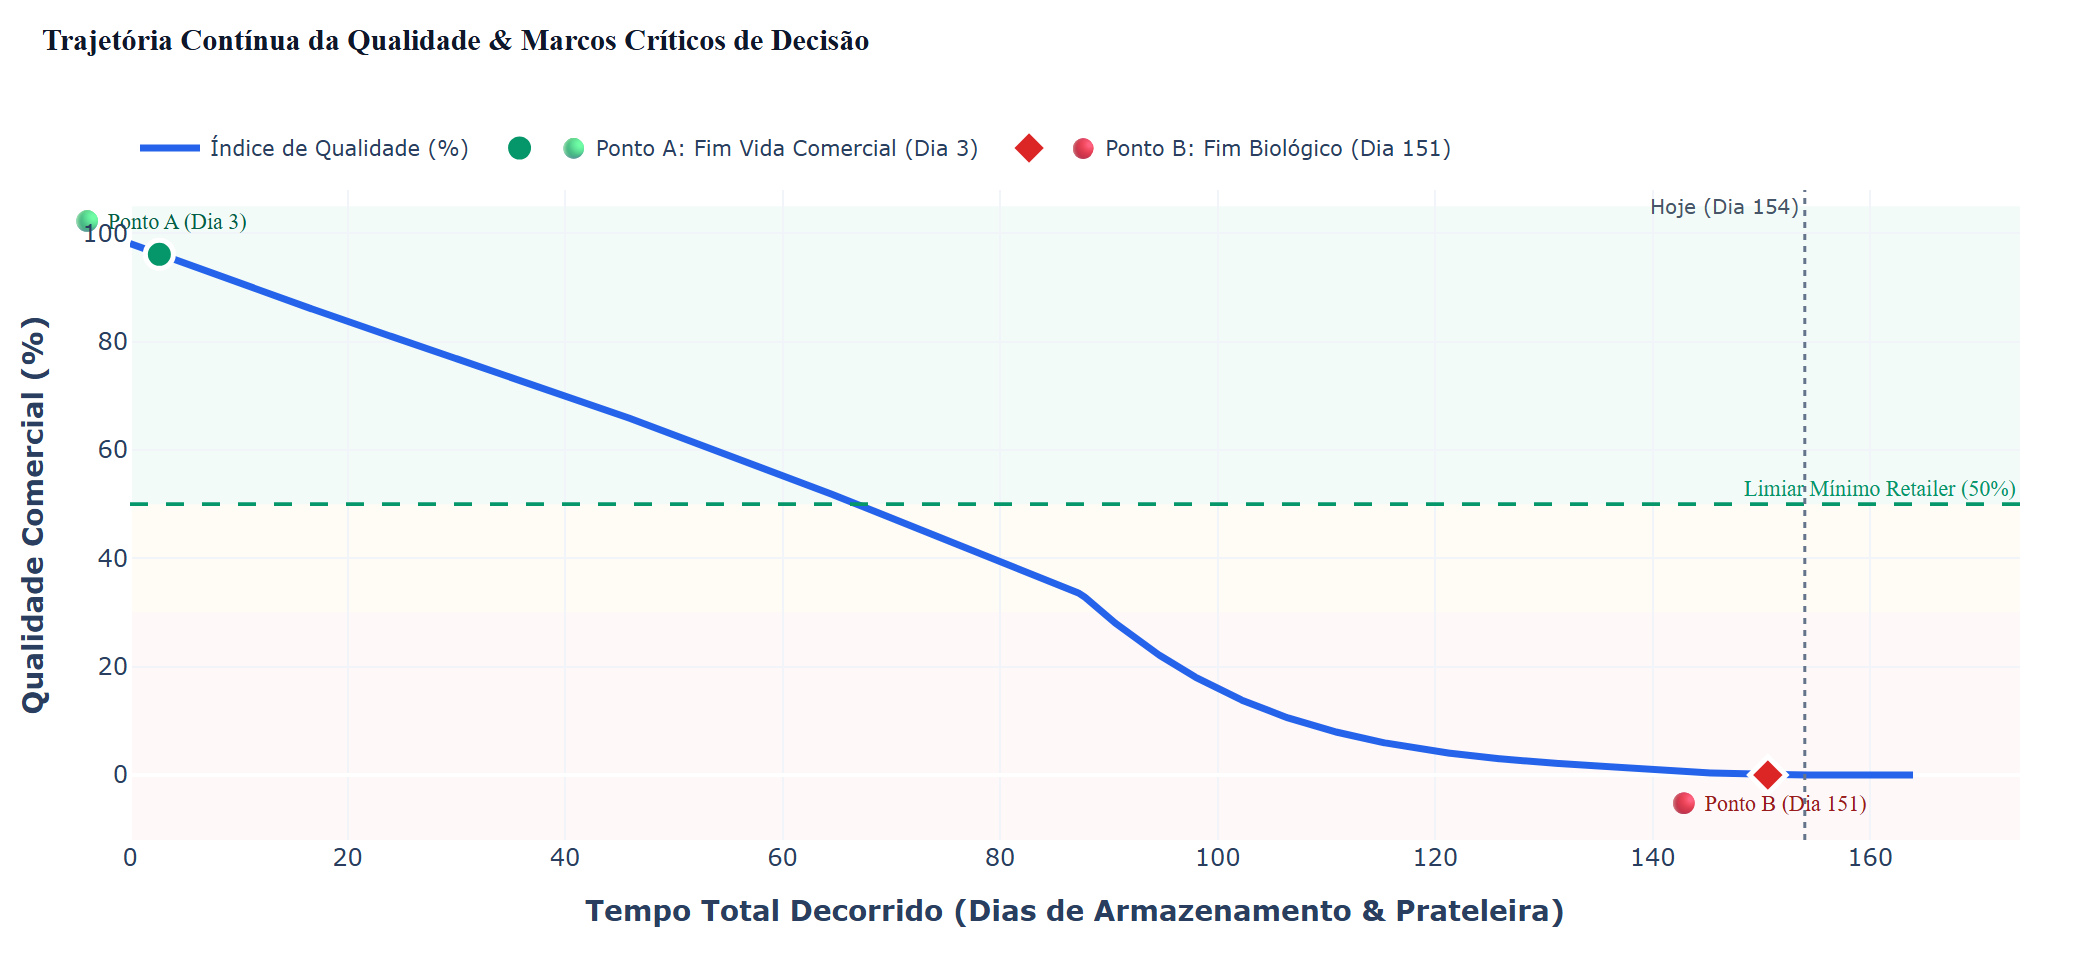 Trajetória Contínua da Qualidade & Marcos Críticos de Decisão
Índice de Qualidade (%)
Ponto A: Fim Vida Comercial (Dia 3)
Ponto B: Fim Biológico (Dia 151)
Ponto A (Dia 3)
Hoje (Dia 154)
Limiar Mínimo Retailer (50%)
Ponto B (Dia 151)
Qualidade Comercial (%)
100
80
60
40
20
0
0 20 40 60 80 100 120 140 160
Tempo Total Decorrido (Dias de Armazenamento & Prateleira)